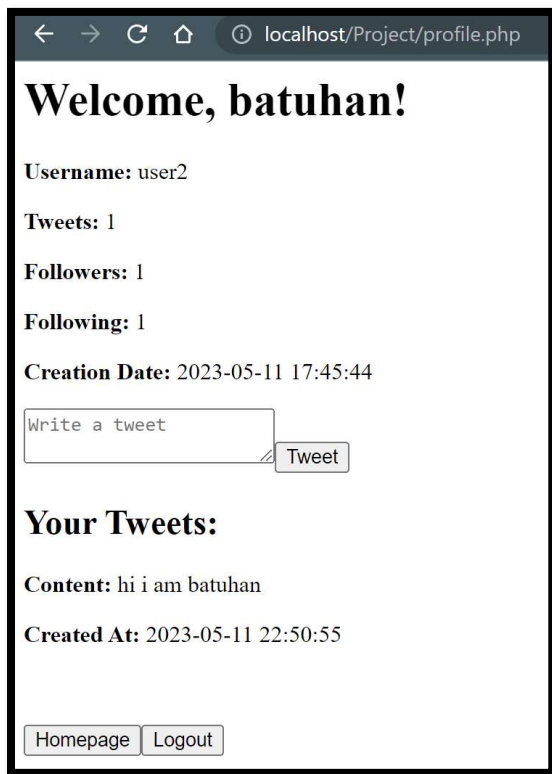 localhost/Project/profile.php
Welcome, batuhan!
Username: user2
Tweets: 1
Followers: 1
Following: 1
Creation Date: 2023-05-11 17:45:44
Write a tweet
Tweet
Your Tweets:
Content: hi i am batuhan
Created At: 2023-05-11 22:50:55
Homepage Logout